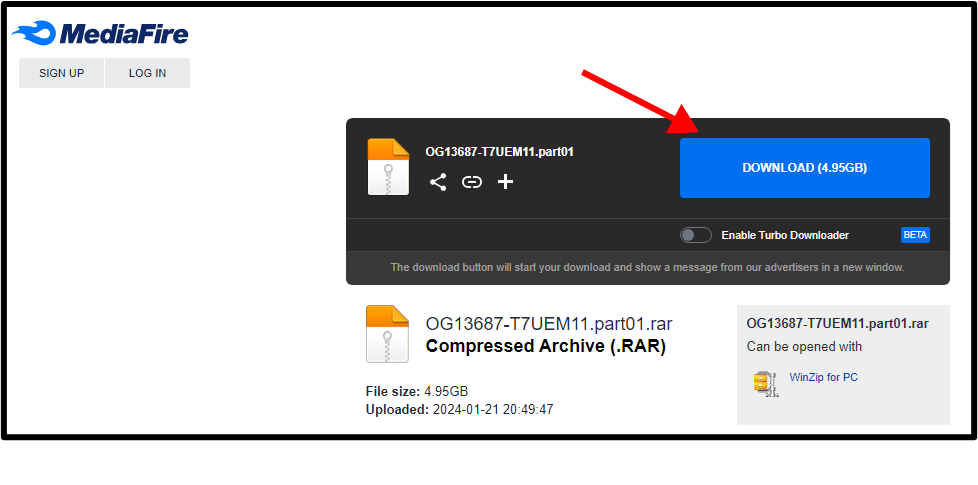 MediaFire
SIGN UP LOG IN
OG13687-T7UEM11.part01
DOWNLOAD (4.95GB)
Enable Turbo Downloader BETA
The download button will start your download and show a message from our advertisers in a new window.
OG13687-T7UEM11.part01.rar
Compressed Archive (.RAR)
File size: 4.95GB
Uploaded: 2024-01-21 20:49:47
OG13687-T7UEM11.part01.rar
Can be opened with
WinZip for PC